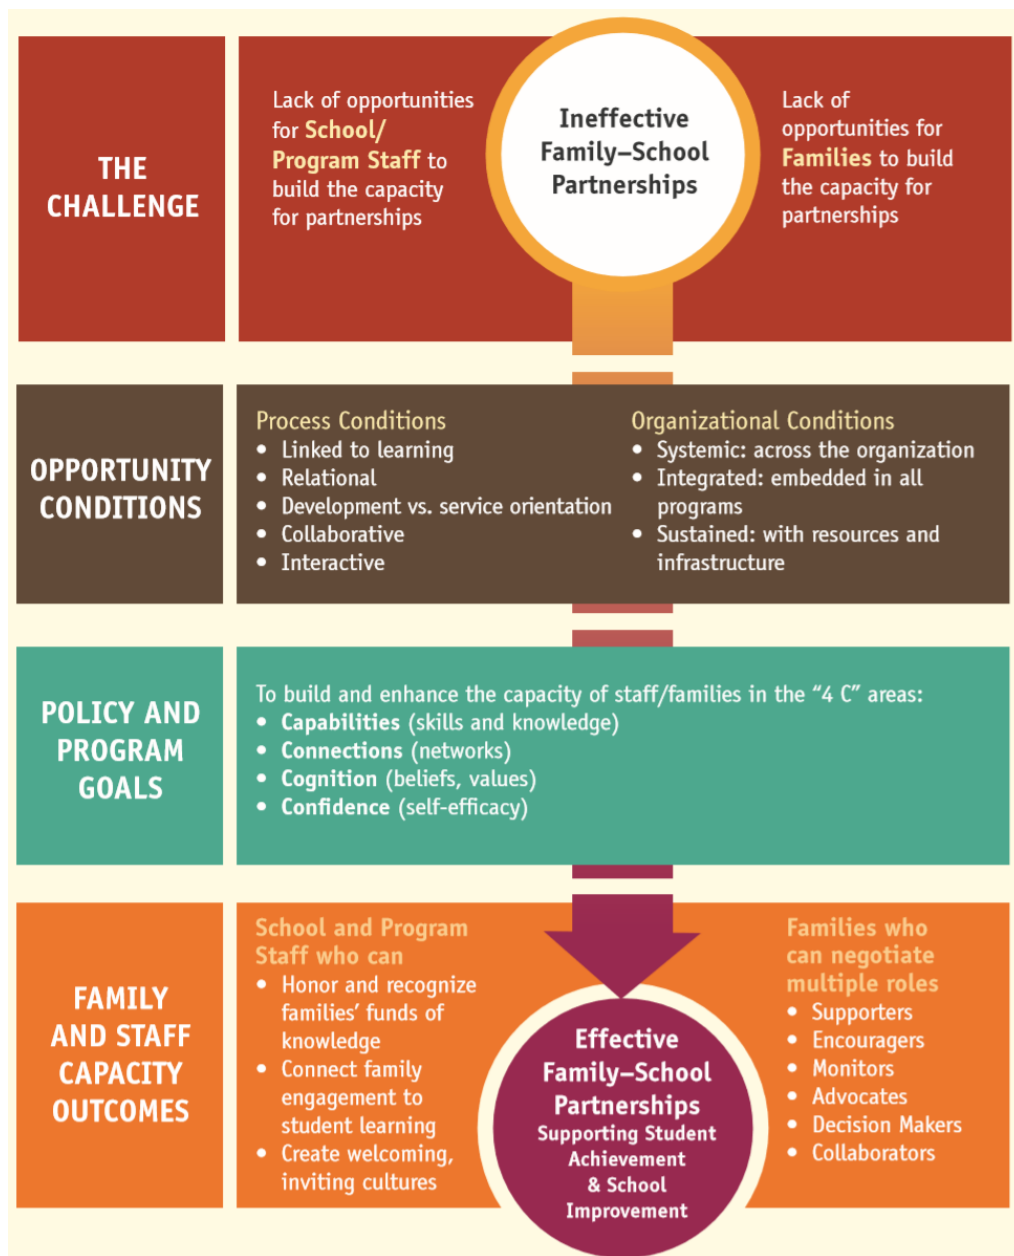 THE
CHALLENGE
Lack of opportunities
for School/
Program Staff to
build the capacity
for partnerships
Ineffective
Family–School
Partnerships
Lack of
opportunities for
Families to build
the capacity for
partnerships
OPPORTUNITY
CONDITIONS
Process Conditions
• Linked to learning
• Relational
• Development vs. service orientation
• Collaborative
• Interactive
Organizational Conditions
• Systemic: across the organization
• Integrated: embedded in all
programs
• Sustained: with resources and
infrastructure
POLICY AND
PROGRAM
GOALS
To build and enhance the capacity of staff/families in the “4 C” areas:
• Capabilities (skills and knowledge)
• Connections (networks)
• Cognition (beliefs, values)
• Confidence (self-efficacy)
FAMILY
AND STAFF
CAPACITY
OUTCOMES
School and Program
Staff who can
• Honor and recognize
families’ funds of
knowledge
• Connect family
engagement to
student learning
• Create welcoming,
inviting cultures
Effective
Family–School
Partnerships
Supporting Student
Achievement
& School
Improvement
Families who
can negotiate
multiple roles
• Supporters
• Encouragers
• Monitors
• Advocates
• Decision Makers
• Collaborators